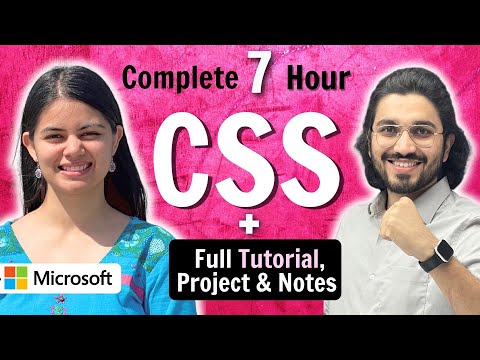 Complete 7 Hour
CSS
+
Full Tutorial,
Project & Notes
Microsoft